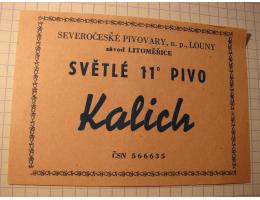 SEVEROČESKÉ PIVOVARY, n. p., LOUNY
závod LITOMĚŘICE
SVĚTLÉ 11° PIVO
Kalich
ČSN 566635